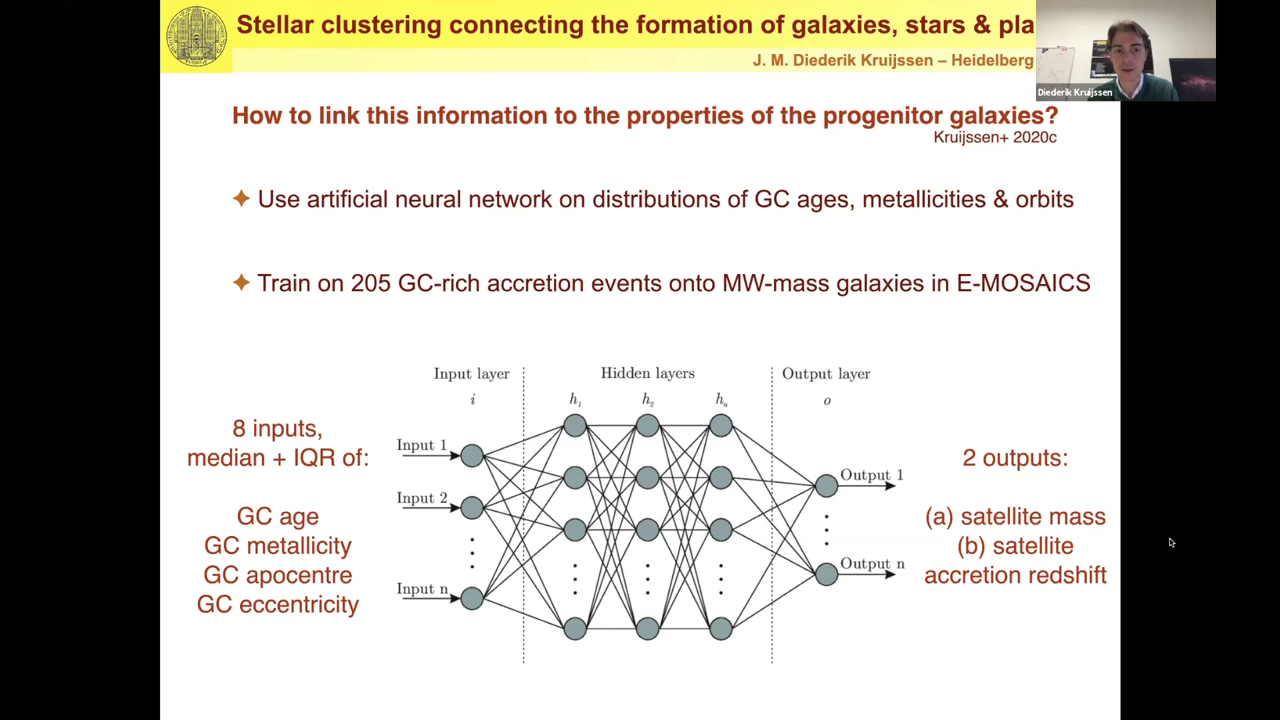 Stellar clustering connecting the formation of galaxies, stars & pla
J. M. Diederik Kruijssen – Heidelberg
Diederik Kruijssen
How to link this information to the properties of the progenitor galaxies?
Kruijssen+ 2020c
✦ Use artificial neural network on distributions of GC ages, metallicities & orbits
✦ Train on 205 GC-rich accretion events onto MW-mass galaxies in E-MOSAICS
Input layer
i
Hidden layers
h1 h2 hn
Output layer
o
8 inputs,
median + IQR of:
GC age
GC metallicity
GC apocentre
GC eccentricity
Input 1
Input 2
Input n
Output 1
Output n
2 outputs:
(a) satellite mass
(b) satellite
accretion redshift